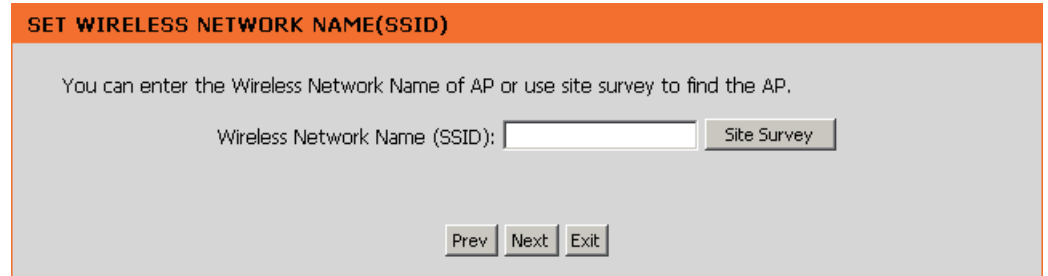 SET WIRELESS NETWORK NAME(SSID)
You can enter the Wireless Network Name of AP or use site survey to find the AP.
Wireless Network Name (SSID): Site Survey
Prev Next Exit